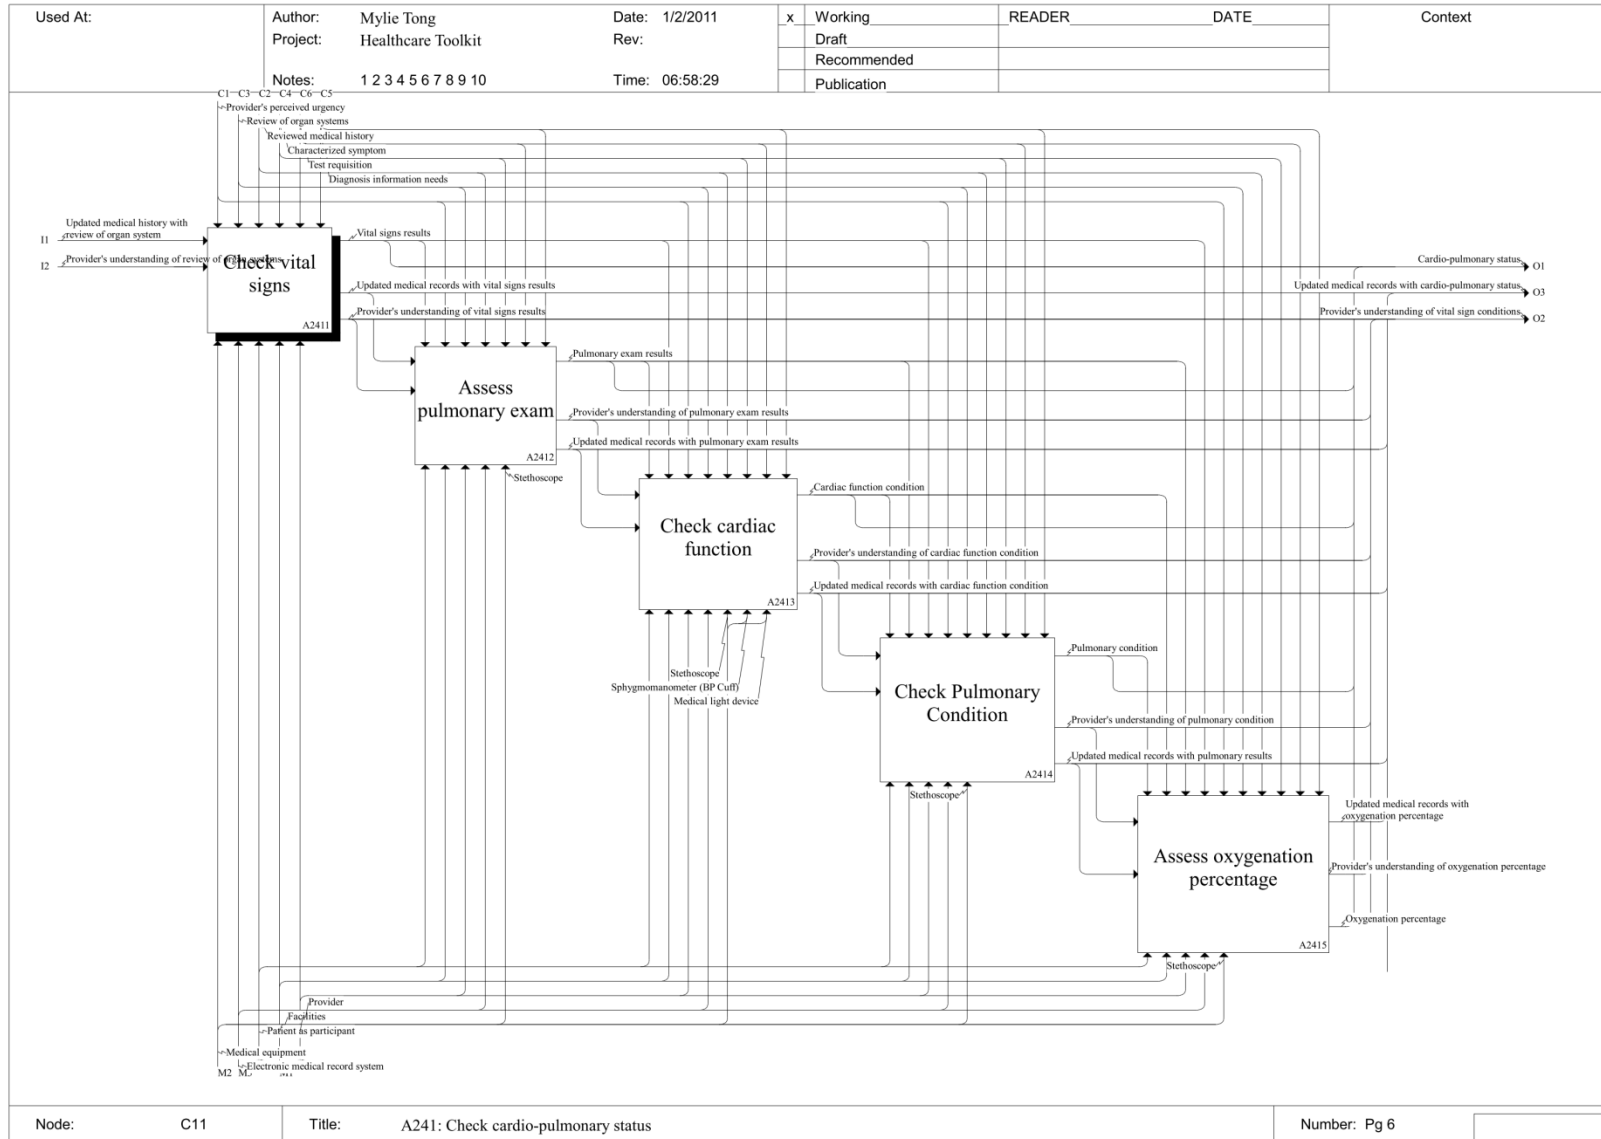 Used At:
Author: Mylie Tong
Date: 1/2/2011
x Working
READER DATE
Context
Project: Healthcare Toolkit
Rev:
Draft
Recommended
Notes: 1 2 3 4 5 6 7 8 9 10
Time: 06:58:29
Publication
C1 C3 C2 C4 C6 C5
Provider's perceived urgency
Review of organ systems
Reviewed medical history
Characterized symptom
Test requisition
Diagnosis information needs
Updated medical history with
review of organ system
I1
I2
Provider's understanding of review of organ systems
Check vital
signs
A2411
Vital signs results
Updated medical records with vital signs results
Provider's understanding of vital signs results
Cardio-pulmonary status
O1
Updated medical records with cardio-pulmonary status
O3
Provider's understanding of vital sign conditions
O2
Assess
pulmonary exam
A2412
Pulmonary exam results
Provider's understanding of pulmonary exam results
Updated medical records with pulmonary exam results
Stethoscope
Check cardiac
function
A2413
Cardiac function condition
Provider's understanding of cardiac function condition
Updated medical records with cardiac function condition
Stethoscope
Sphygmomanometer (BP Cuff)
Medical light device
Check Pulmonary
Condition
A2414
Pulmonary condition
Provider's understanding of pulmonary condition
Updated medical records with pulmonary results
Stethoscope
Assess oxygenation
percentage
A2415
Updated medical records with
oxygenation percentage
Provider's understanding of oxygenation percentage
Oxygenation percentage
Stethoscope
Provider
Facilities
Patient as participant
Medical equipment
Electronic medical record system
M2
Node: C11
Title: A241: Check cardio-pulmonary status
Number: Pg 6